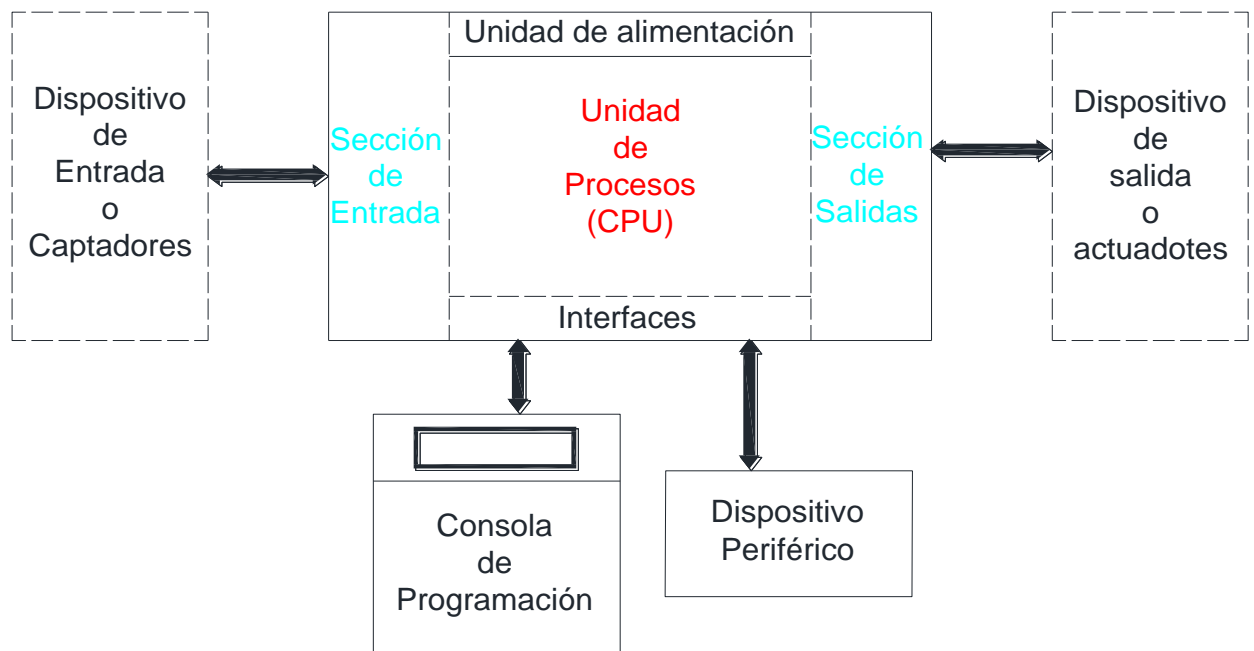 Unidad de alimentación
Dispositivo
de
Entrada
o
Captadores
Sección
de
Entrada
Unidad
de
Procesos
(CPU)
Sección
de
Salidas
Dispositivo
de
salida
o
actuadotes
Interfaces
Consola
de
Programación
Dispositivo
Periférico